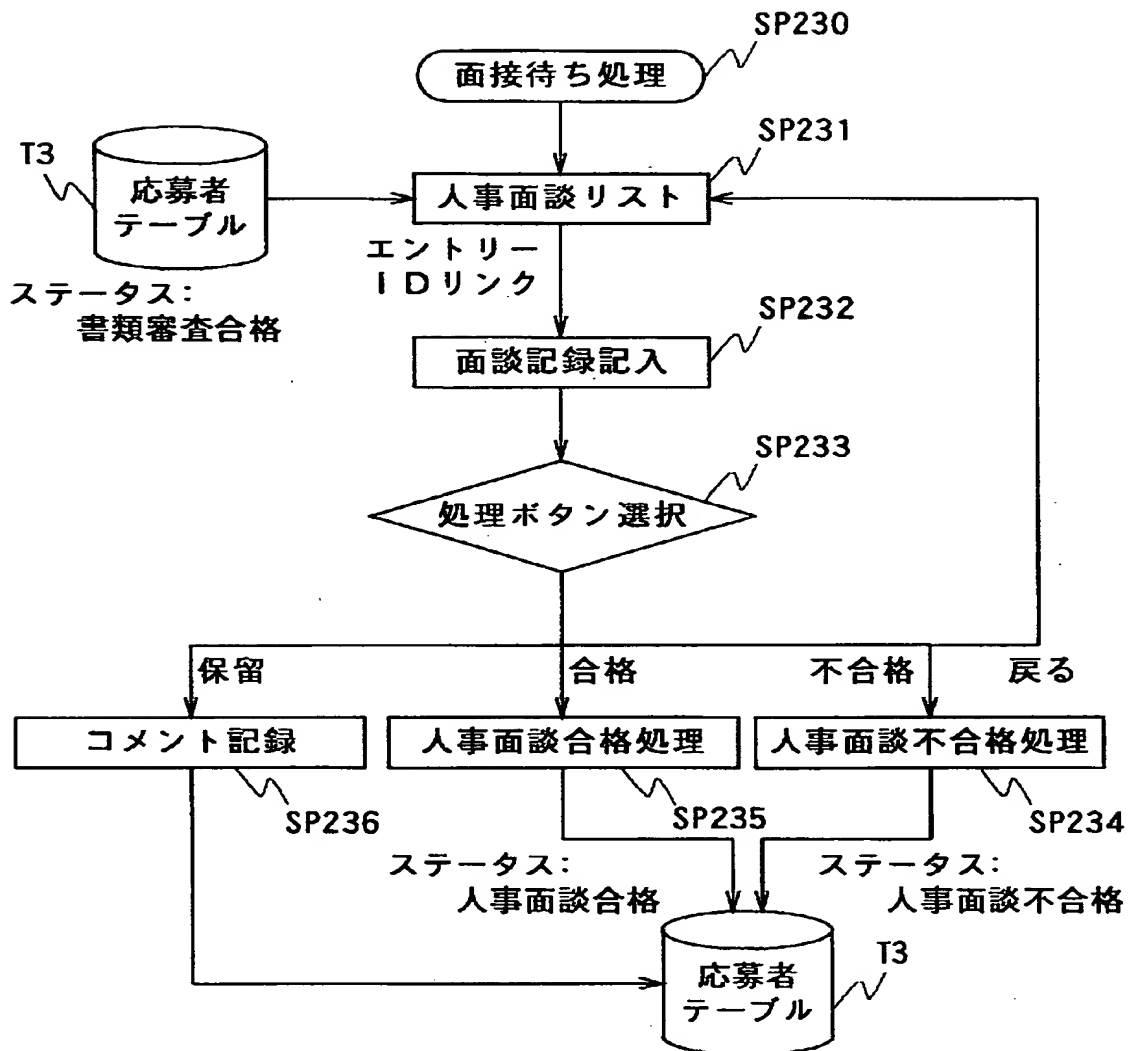 SP230
面接待ち処理
SP231
T3
応募者
テーブル
人事面談リスト
エントリー
IDリンク
ステータス:
書類審査合格
SP232
面談記録記入
SP233
処理ボタン選択
保留
合格
不合格
戻る
コメント記録
人事面談合格処理
人事面談不合格処理
SP236
SP235
SP234
ステータス:
人事面談合格
ステータス:
人事面談不合格
T3
応募者
テーブル